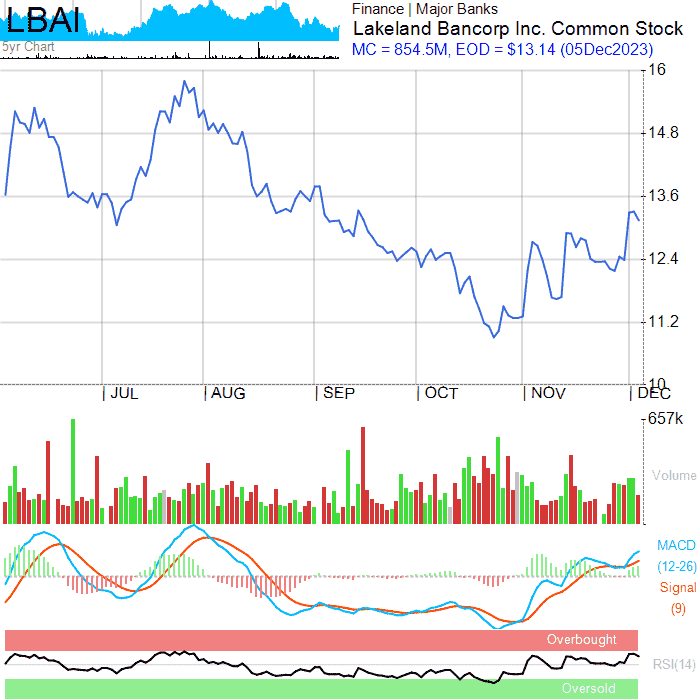 LBAI
5yr Chart
Finance | Major Banks
Lakeland Bancorp Inc. Common Stock
MC = 854.5M, EOD = $13.14 (05Dec2023)
16
14.8
13.6
12.4
11.2
10
| JUL | AUG | SEP | OCT | NOV | DEC
657k
Volume
MACD
(12-26)
Signal
(9)
Overbought
RSI(14)
Oversold